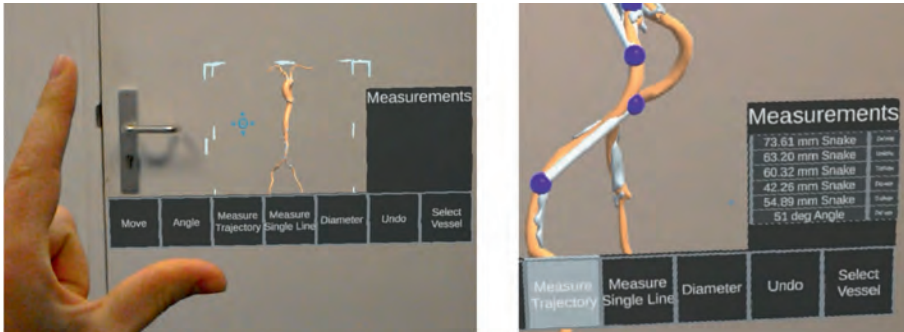 Measurements
Move
Angle
Measure
Trajectory
Measure
Single Line
Diameter
Undo
Select
Vessel
Measurements
73.61 mm Snake
63.20 mm Snake
60.32 mm Snake
42.26 mm Snake
54.89 mm Snake
51 deg Angle
Measure
Trajectory
Measure
Single Line
Diameter
Undo
Select
Vessel